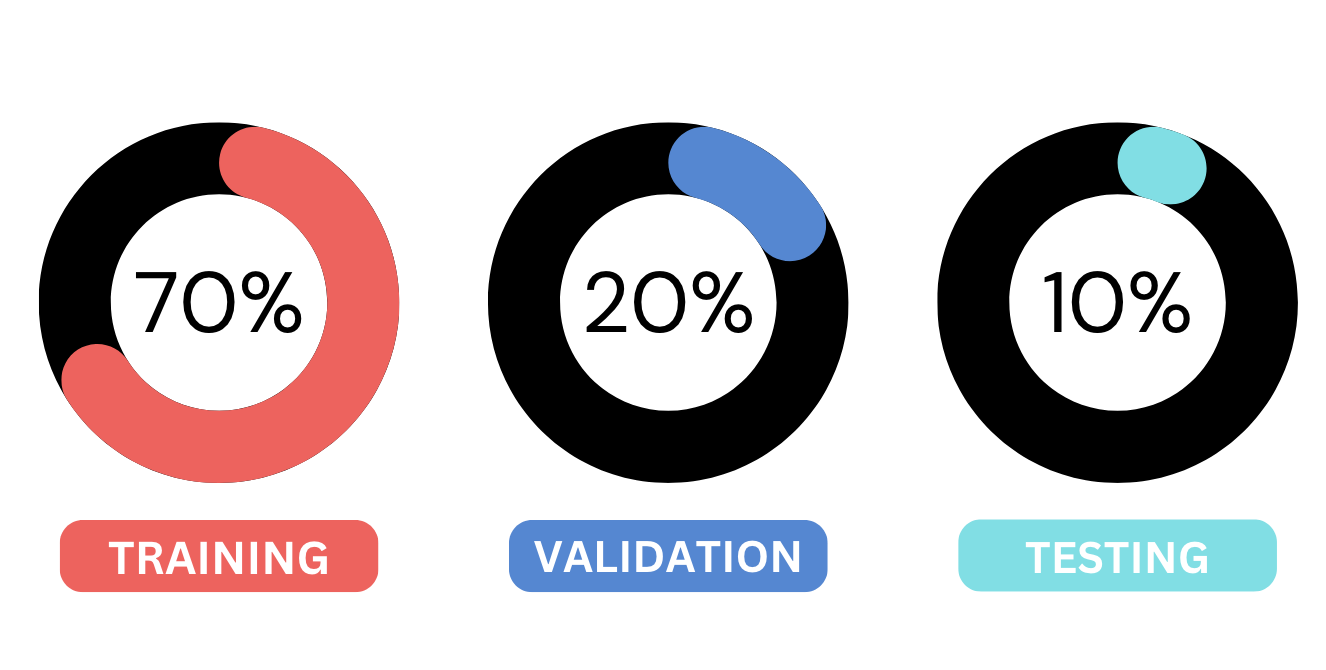 70%
20%
10%
TRAINING
VALIDATION
TESTING